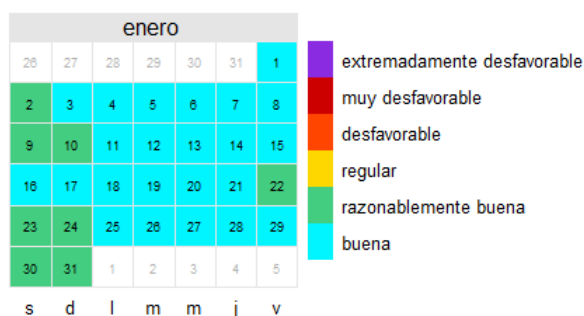 enero
26 27 28 29 30 31 1
2 3 4 5 6 7 8
9 10 11 12 13 14 15
16 17 18 19 20 21 22
23 24 25 26 27 28 29
30 31 1 2 3 4 5
s d l m m j v
extremadamente desfavorable
muy desfavorable
desfavorable
regular
razonablemente buena
buena